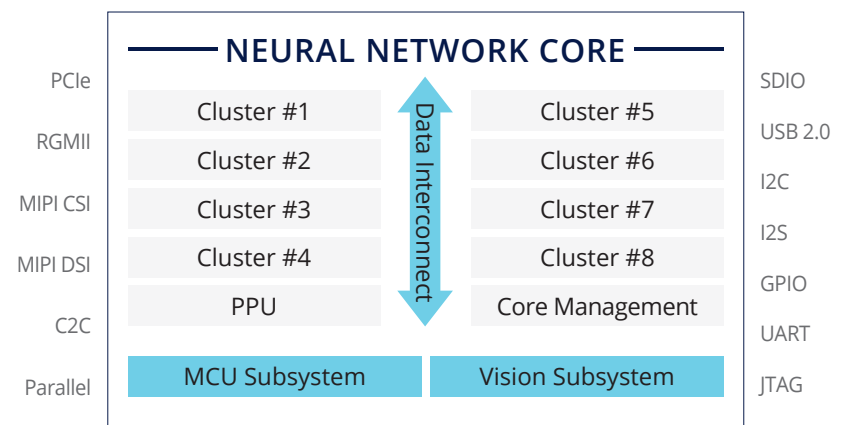 NEURAL NETWORK CORE
PCIe
RGMII
MIPI CSI
MIPI DSI
C2C
Parallel
Cluster #1
Cluster #2
Cluster #3
Cluster #4
PPU
Data Interconnect
Cluster #5
Cluster #6
Cluster #7
Cluster #8
Core Management
MCU Subsystem
Vision Subsystem
SDIO
USB 2.0
I2C
I2S
GPIO
UART
JTAG